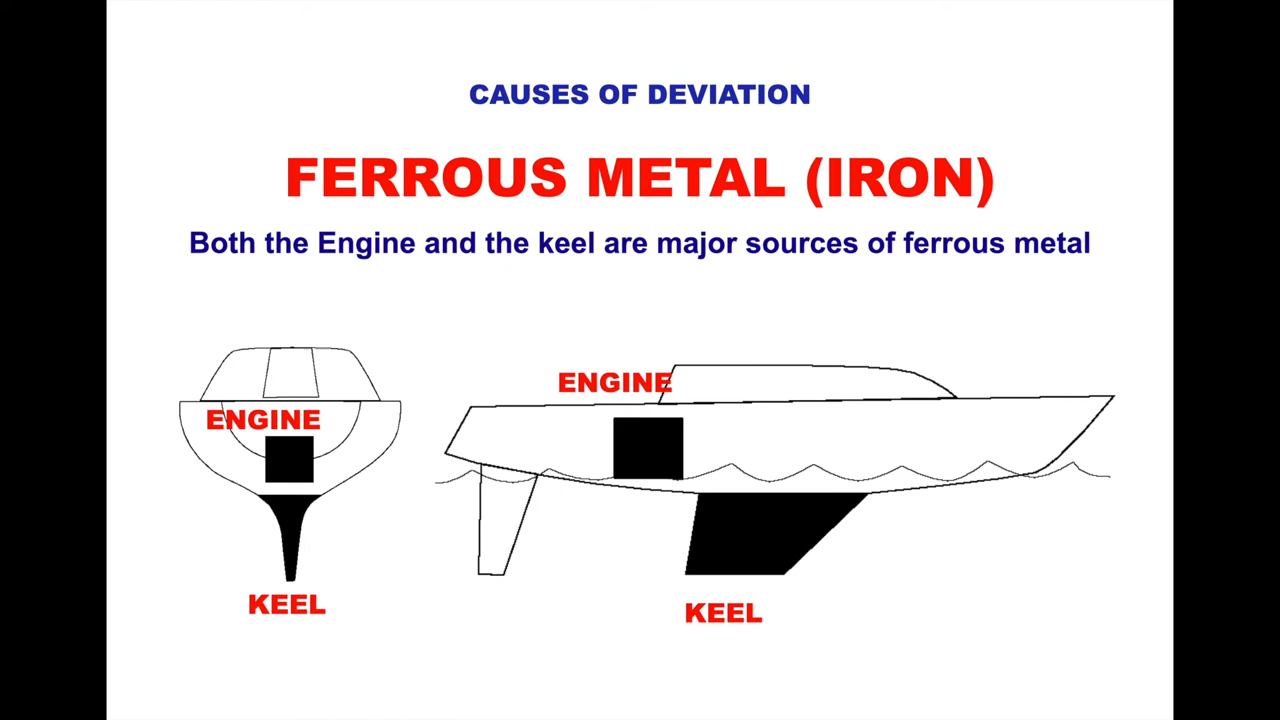 CAUSES OF DEVIATION
FERROUS METAL (IRON)
Both the Engine and the keel are major sources of ferrous metal
ENGINE
ENGINE
KEEL
KEEL